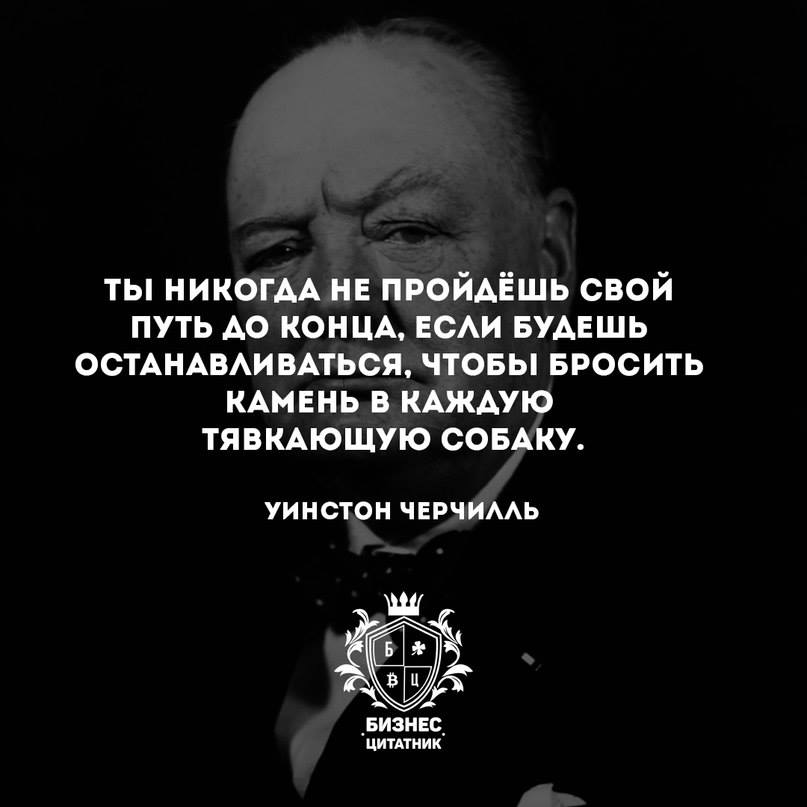 ТЫ НИКОГДА НЕ ПРОЙДЁШЬ СВОЙ
ПУТЬ ДО КОНЦА, ЕСЛИ БУДЕШЬ
ОСТАНАВЛИВАТЬСЯ, ЧТОБЫ БРОСИТЬ
КАМЕНЬ В КАЖДУЮ
ТЯВКАЮЩУЮ СОБАКУ.
УИНСТОН ЧЕРЧИЛЛЬ
Б
В Ц
БИЗНЕС
ЦИТАТНИК